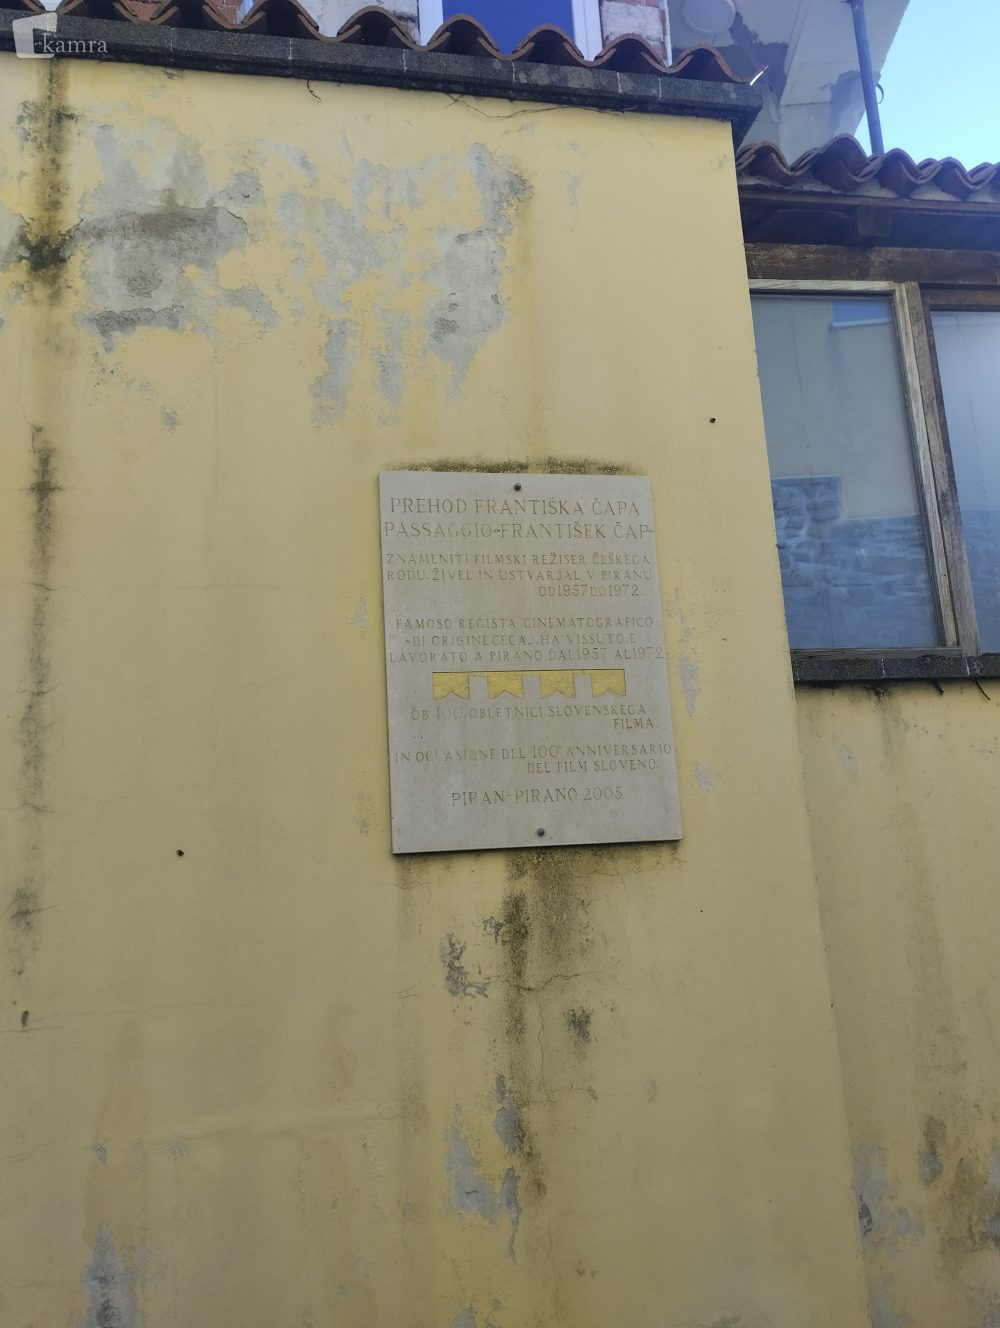 kamra
PREHOD FRANTIŠKA ČAPA
PASSAGGIO-FRANTIŠEK ČAP-
ZNAMENITI FILMSKI REŽISER ČEŠKEGA
RODU. ŽIVEL IN USTVARJAL V PIRANU
OD 1957 DO 1972.
FAMOSO REGISTA CINEMATOGRAFICO
-DI ORIGINE CECA. HA VISSUTO E
LAVORATO A PIRANO DAL 1957 AL 1972
OB 100. OBLETNICI SLOVENSKEGA
FILMA.
IN OCCASIONE DEL 100° ANNIVERSARIO
DEL FILM SLOVENO.
PIRAN-PIRANO 2005